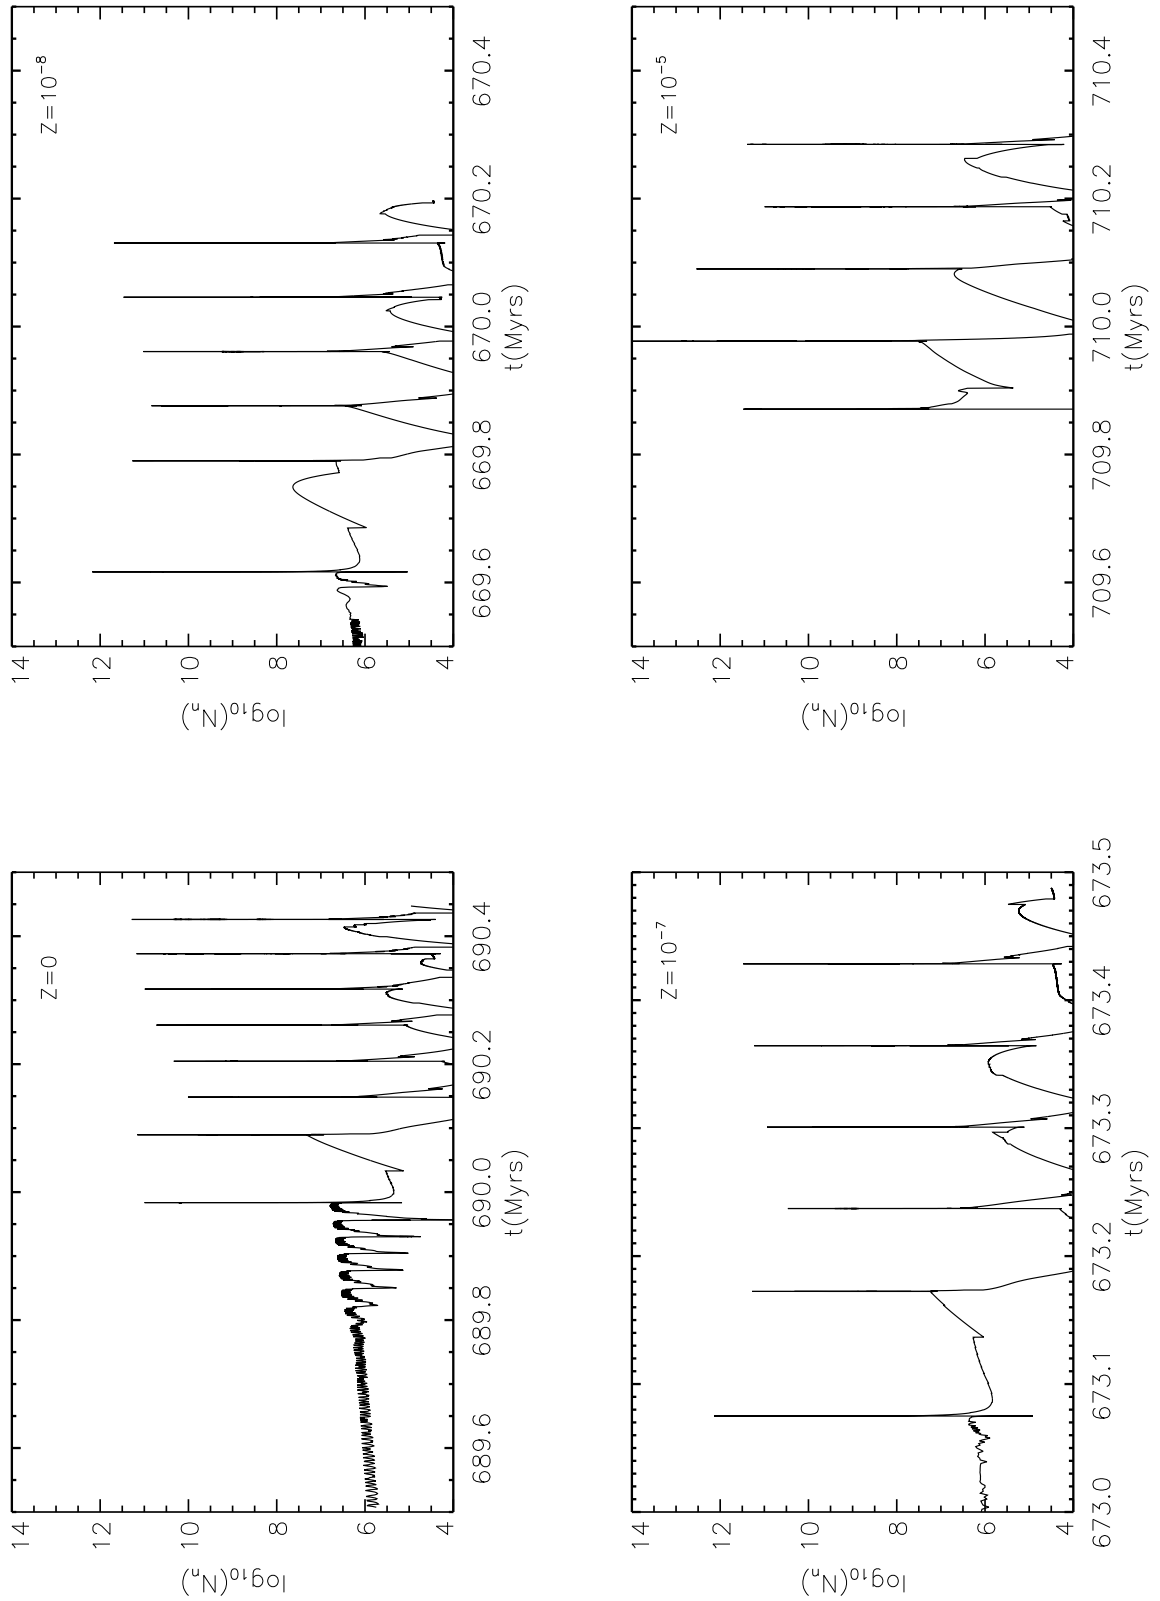 Z=0
14
12
10
8
6
4
log₁₀(Nₙ)
689.6 689.8 690.0 690.2 690.4
t(Myrs)
Z=10⁻⁸
14
12
10
8
6
4
log₁₀(Nₙ)
669.6 669.8 670.0 670.2 670.4
t(Myrs)
Z=10⁻⁷
14
12
10
8
6
4
log₁₀(Nₙ)
673.0 673.1 673.2 673.3 673.4 673.5
t(Myrs)
Z=10⁻⁵
14
12
10
8
6
4
log₁₀(Nₙ)
709.6 709.8 710.0 710.2 710.4
t(Myrs)